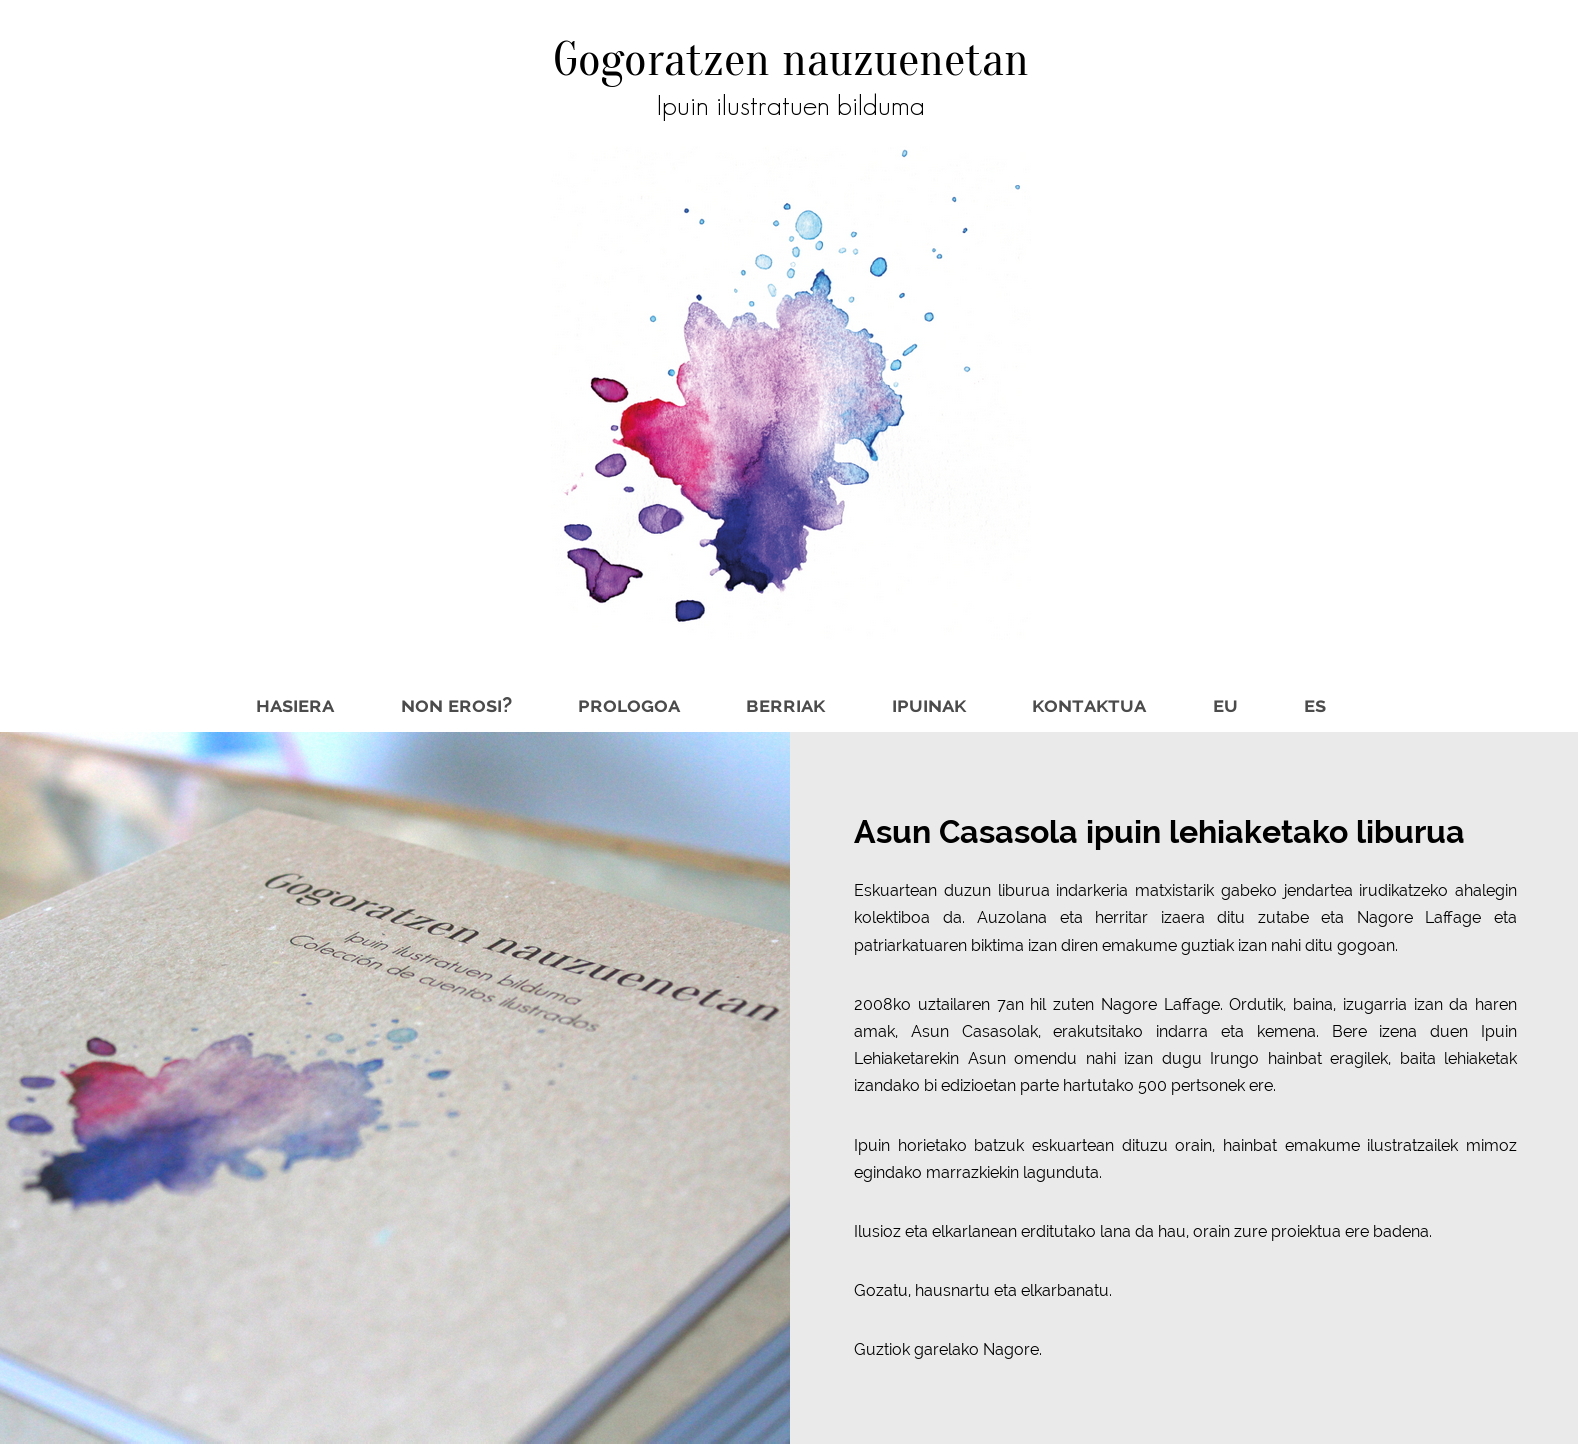 Gogoratzen nauzuenetan
Ipuin ilustratuen bilduma
HASIERA NON EROSI? PROLOGOA BERRIAK IPUINAK KONTAKTUA EU ES
Gogoratzen nauzuenetan
Ipuin ilustratuen bilduma
Colección de cuentos ilustrados
Asun Casasola ipuin lehiaketako liburua
Eskuartean duzun liburua indarkeria matxistarik gabeko jendartea irudikatzeko ahalegin
kolektiboa da. Auzolana eta herritar izaera ditu zutabe eta Nagore Laffage eta
patriarkatuaren biktima izan diren emakume guztiak izan nahi ditu gogoan.
2008ko uztailaren 7an hil zuten Nagore Laffage. Ordutik, baina, izugarria izan da haren
amak, Asun Casasolak, erakutsitako indarra eta kemena. Bere izena duen Ipuin
Lehiaketarekin Asun omendu nahi izan dugu Irungo hainbat eragilek, baita lehiaketak
izandako bi edizioetan parte hartutako 500 pertsonek ere.
Ipuin horietako batzuk eskuartean dituzu orain, hainbat emakume ilustratzailek mimoz
egindako marrazkiekin lagunduta.
Ilusioz eta elkarlanean erditutako lana da hau, orain zure proiektua ere badena.
Gozatu, hausnartu eta elkarbanatu.
Guztiok garelako Nagore.